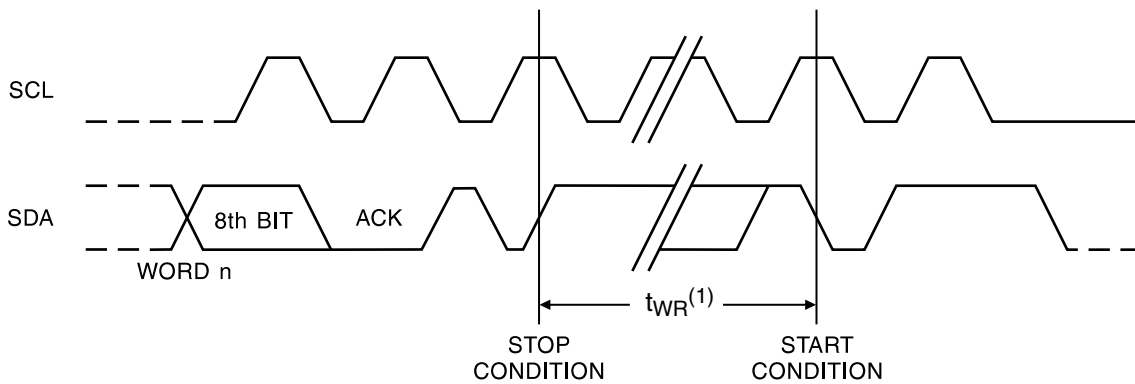 SCL
SDA
8th BIT
ACK
WORD n
tWR(1)
STOP
CONDITION
START
CONDITION